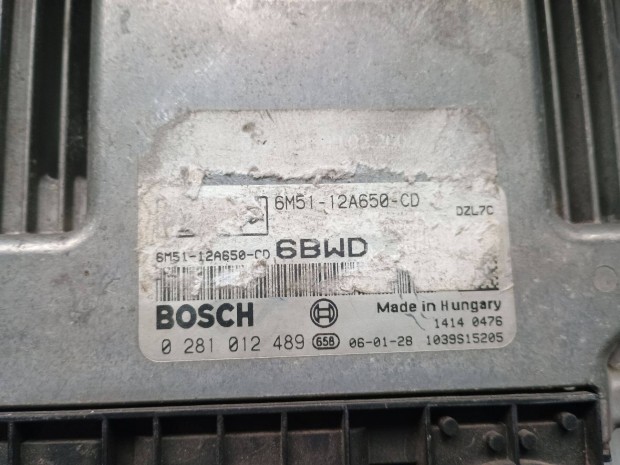 6M51-12A650-CD DZL7C
6M51-12A650-CD 6BWD
BOSCH Made in Hungary
1414 0476
0 281 012 489 658 06-01-28 1039S15205